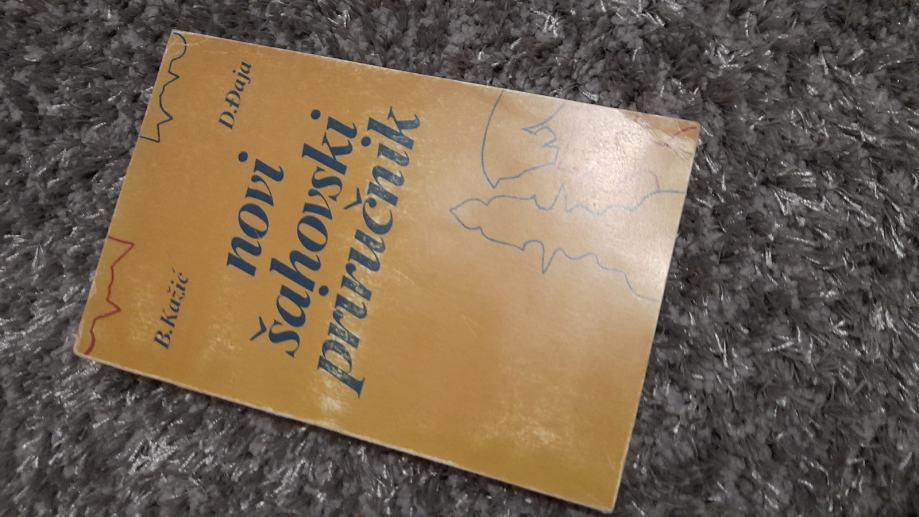 B.Kažić D.Đaja
novi
šahovski
priručnik